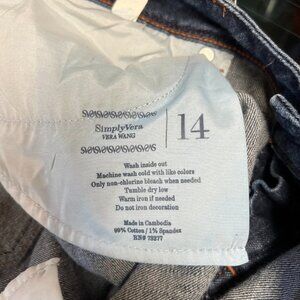 SimplyVera
VERA WANG
14
Wash inside out
Machine wash cold with like colors
Only non-chlorine bleach when needed
Tumble dry low
Warm iron if needed
Do not iron decoration
Made in Cambodia
99% Cotton / 1% Spandex
RN# 73277